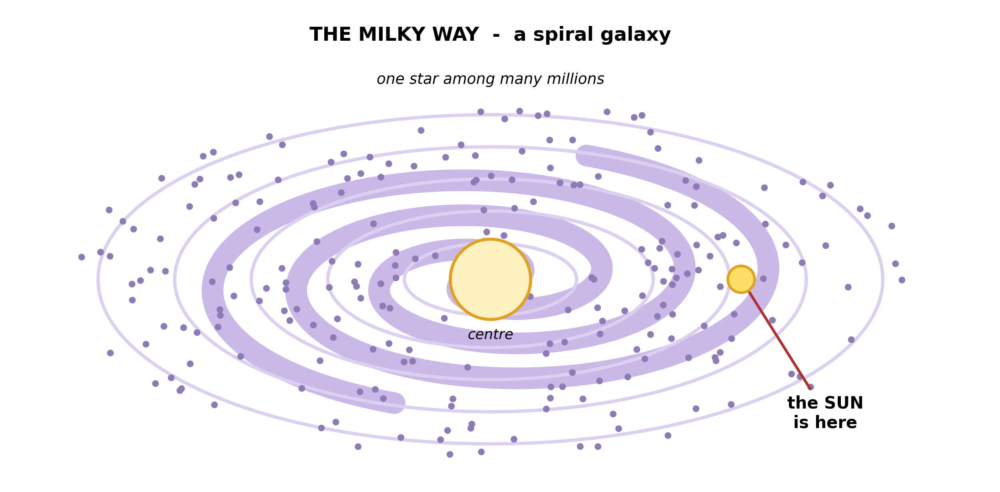 THE MILKY WAY - a spiral galaxy
one star among many millions
centre
the SUN
is here